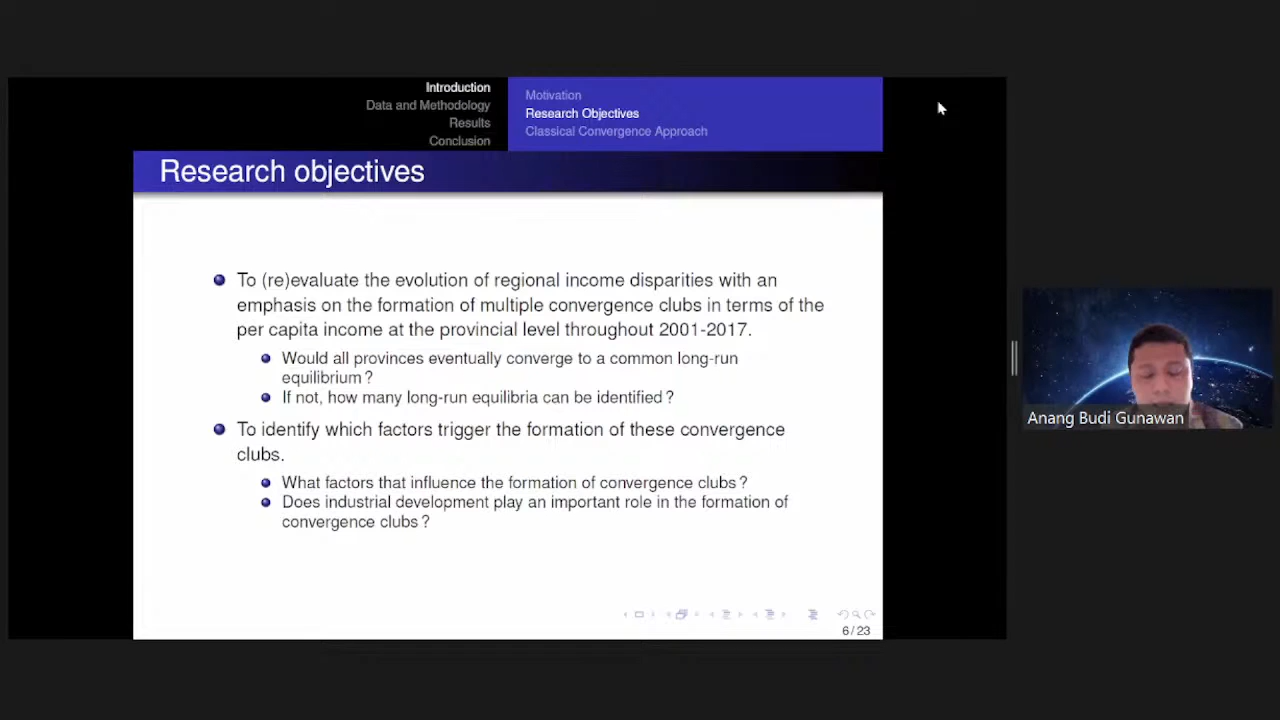 Introduction
Data and Methodology
Results
Conclusion
Motivation
Research Objectives
Classical Convergence Approach
Research objectives
To (re)evaluate the evolution of regional income disparities with an
emphasis on the formation of multiple convergence clubs in terms of the
per capita income at the provincial level throughout 2001-2017.
Would all provinces eventually converge to a common long-run
equilibrium ?
If not, how many long-run equilibria can be identified ?
To identify which factors trigger the formation of these convergence
clubs.
What factors that influence the formation of convergence clubs ?
Does industrial development play an important role in the formation of
convergence clubs ?
6 / 23
Anang Budi Gunawan